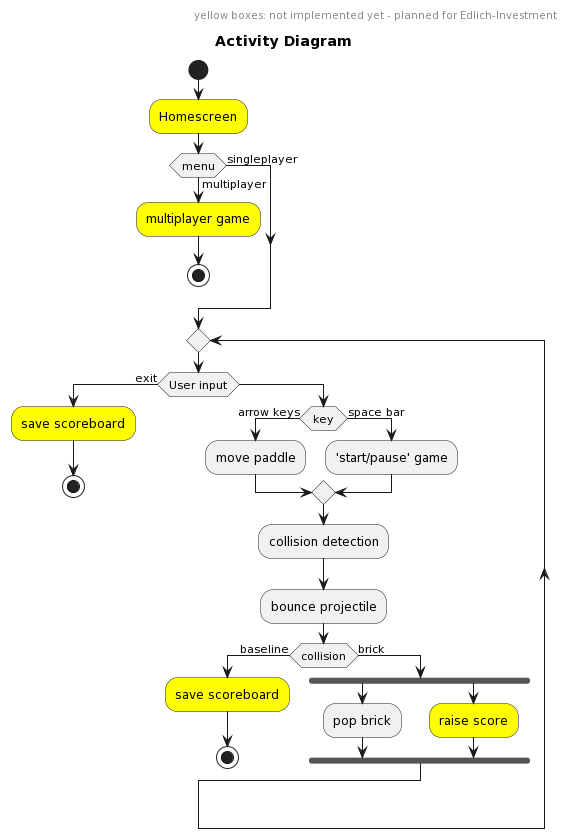 yellow boxes: not implemented yet - planned for Edlich-Investment
Activity Diagram
Homescreen
menu
singleplayer
multiplayer
multiplayer game
User input
exit
save scoreboard
key
arrow keys
space bar
move paddle
'start/pause' game
collision detection
bounce projectile
collision
baseline
brick
save scoreboard
pop brick
raise score